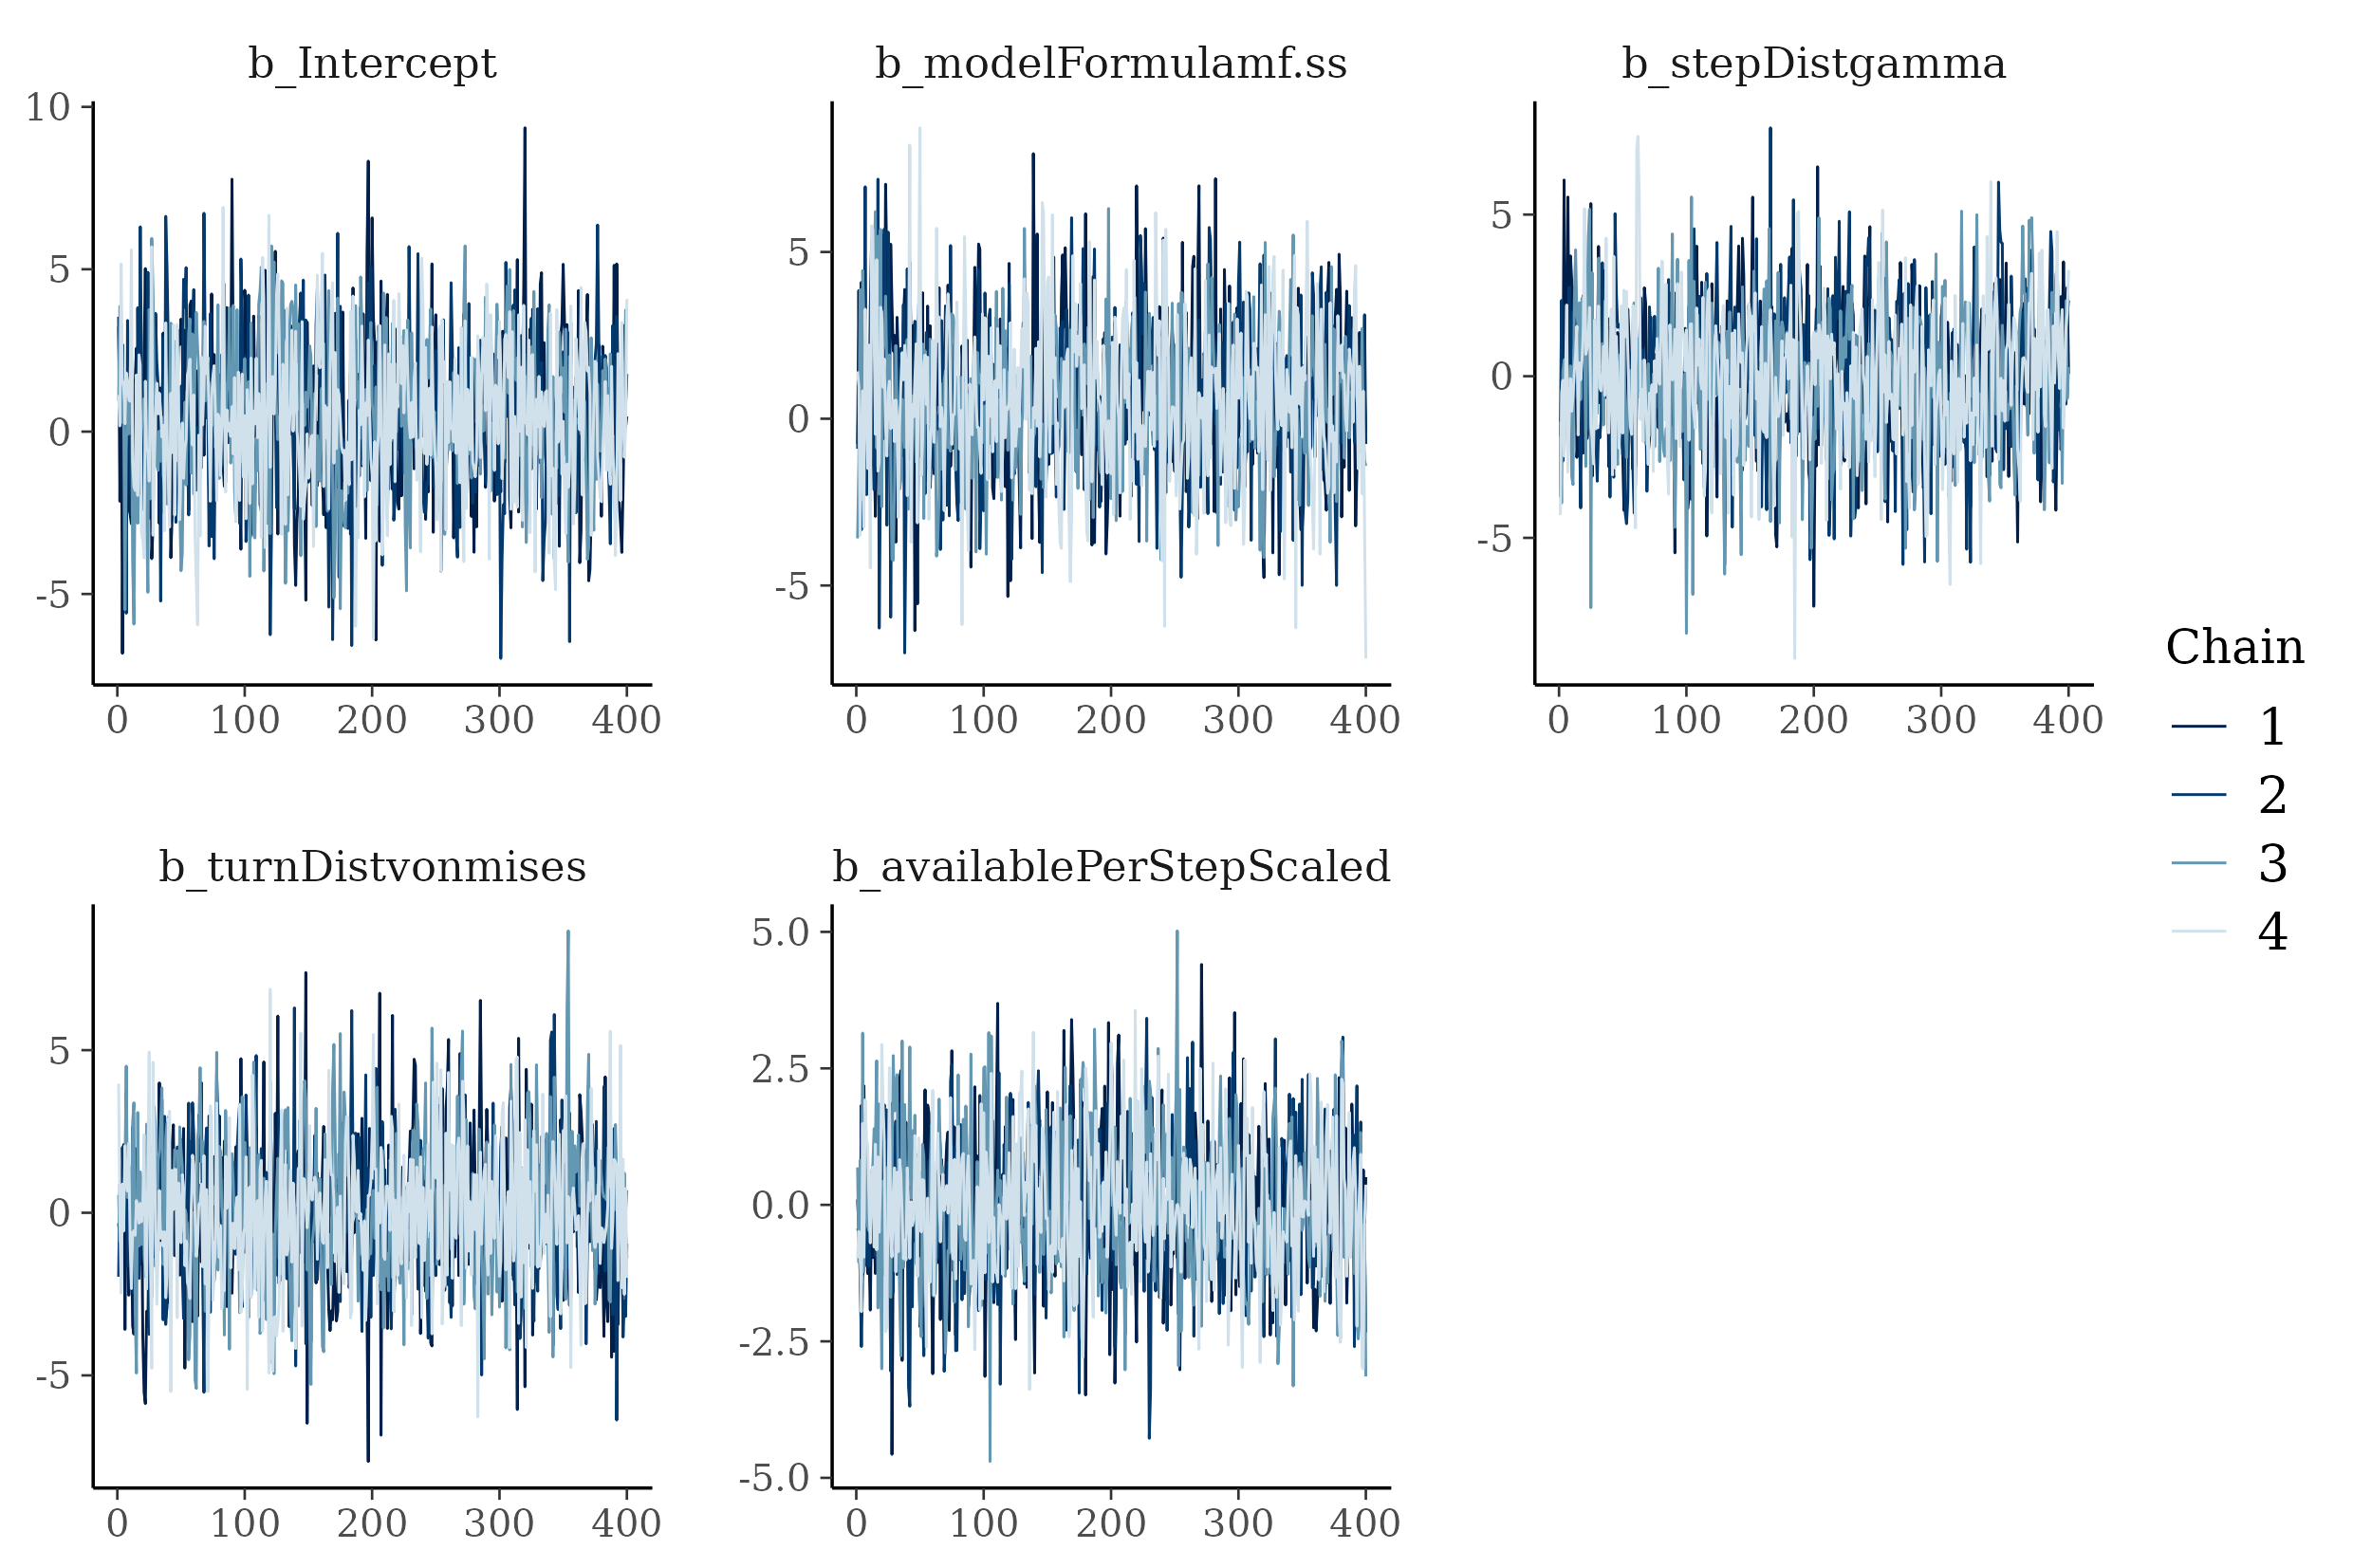 b_Intercept
10
5
0
-5
0 100 200 300 400
b_modelFormulamf.ss
5
0
-5
0 100 200 300 400
b_stepDistgamma
5
0
-5
0 100 200 300 400
b_turnDistvonmises
5
0
-5
0 100 200 300 400
b_availablePerStepScaled
5.0
2.5
0.0
-2.5
-5.0
0 100 200 300 400
Chain
1
2
3
4